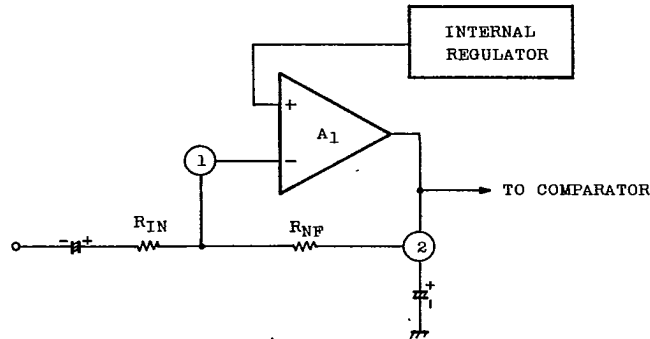 INTERNAL
REGULATOR
+
A1
1
−
TO COMPARATOR
− +
RIN
RNF
2
+
−